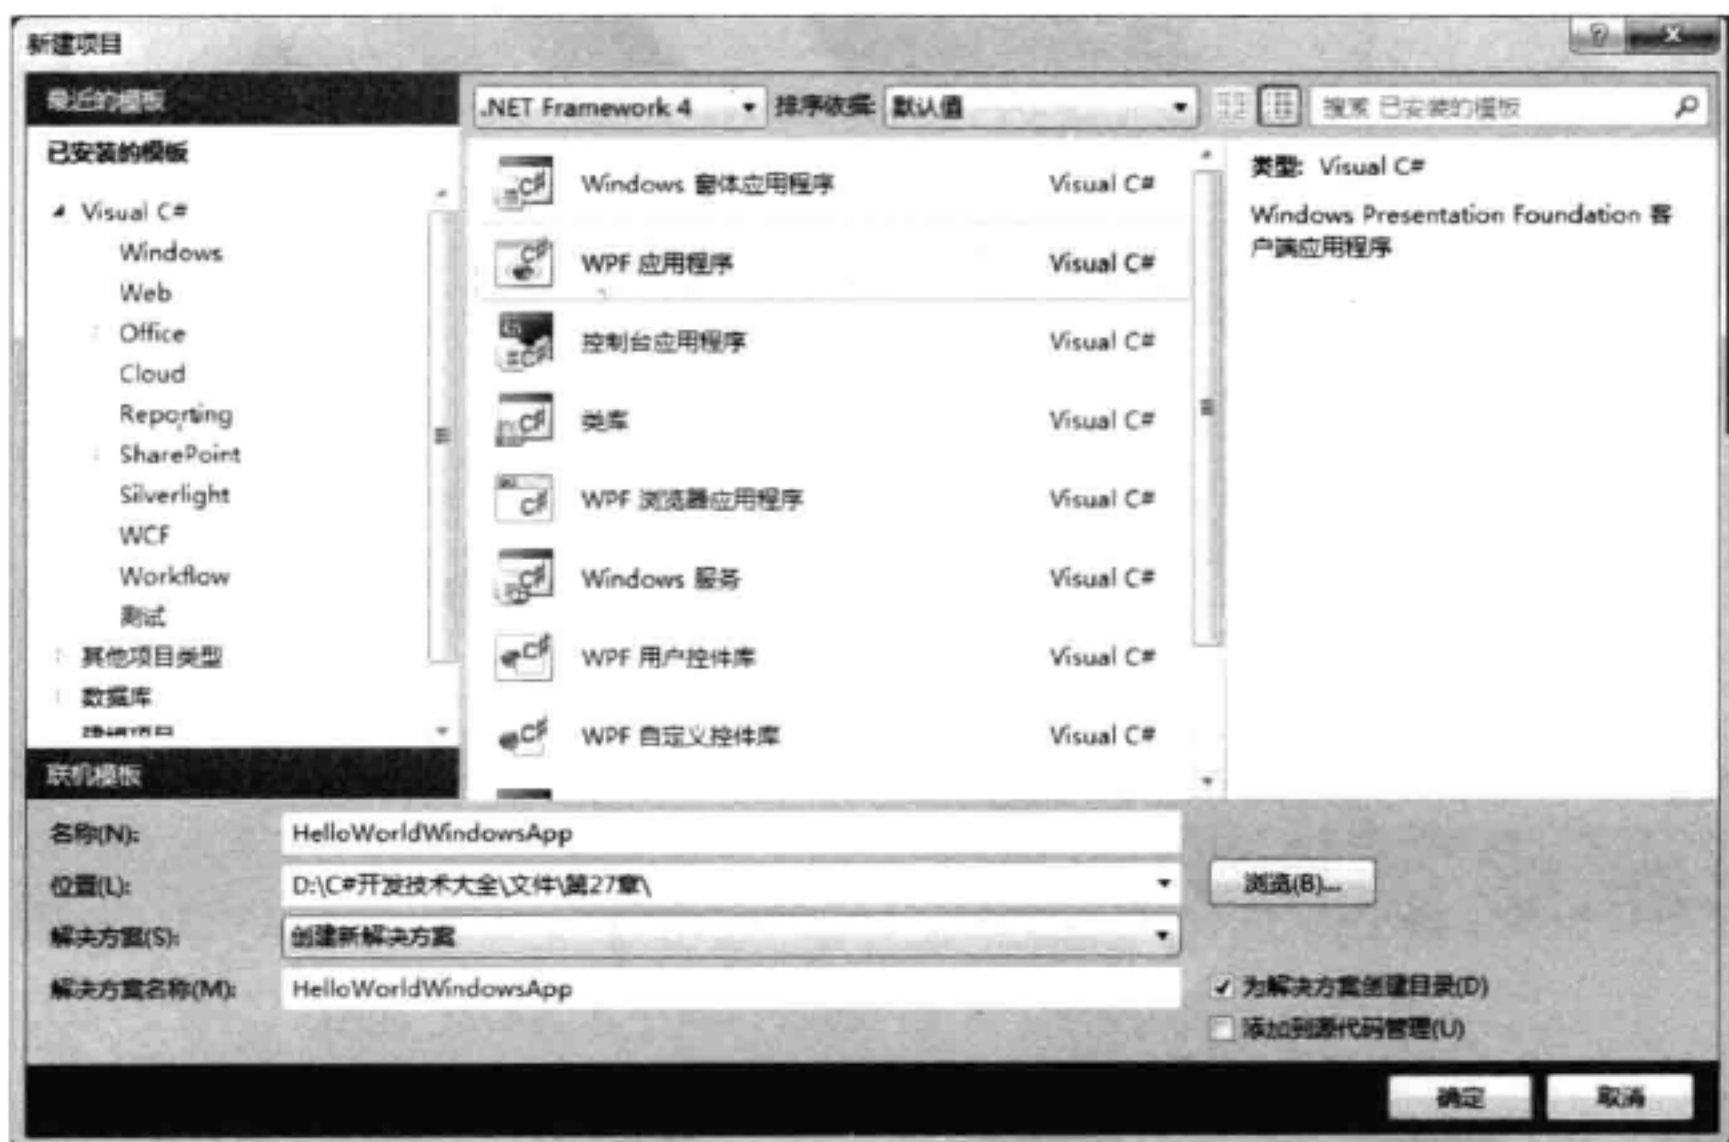 新建项目
最近的模板
.NET Framework 4
排序依据:
默认值
搜索 已安装的模板
已安装的模板
Visual C#
Windows
Web
Office
Cloud
Reporting
SharePoint
Silverlight
WCF
Workflow
测试
其他项目类型
数据库
联机模板
Windows 窗体应用程序 Visual C#
WPF 应用程序 Visual C#
控制台应用程序 Visual C#
类库 Visual C#
WPF 浏览器应用程序 Visual C#
Windows 服务 Visual C#
WPF 用户控件库 Visual C#
WPF 自定义控件库 Visual C#
类型: Visual C#
Windows Presentation Foundation 客
户端应用程序
名称(N): HelloWorldWindowsApp
位置(L): D:\C#开发技术大全\文件\第27章\
浏览(B)...
解决方案(S): 创建新解决方案
解决方案名称(M): HelloWorldWindowsApp
为解决方案创建目录(D)
添加到源代码管理(U)
确定
取消